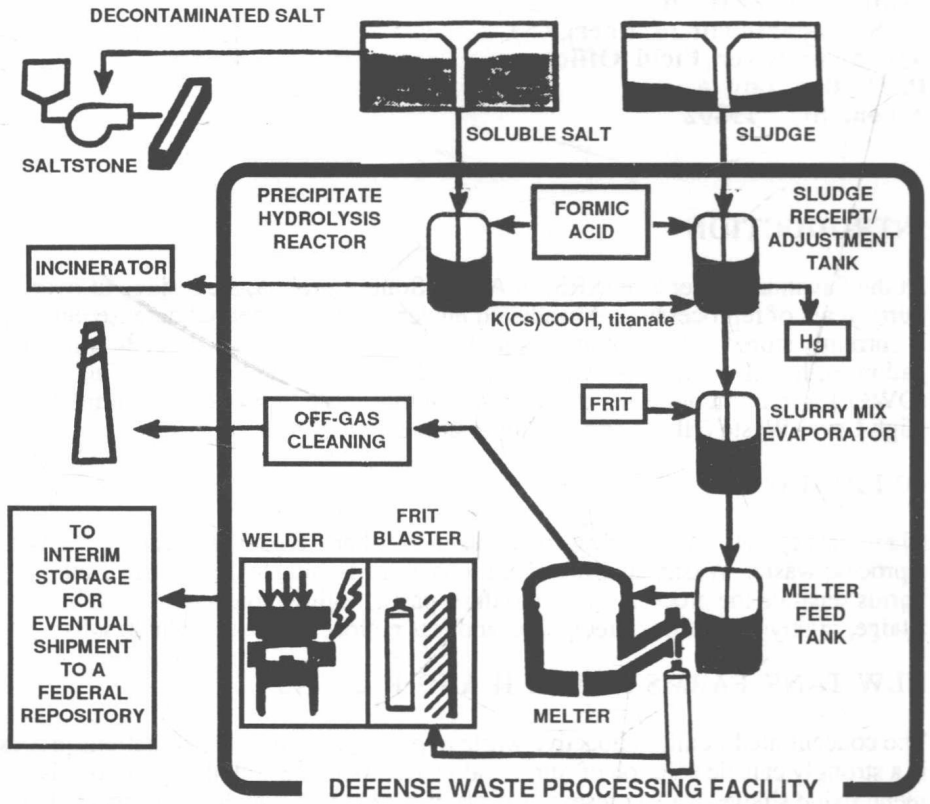 DECONTAMINATED SALT
SALTSTONE
SOLUBLE SALT
SLUDGE
PRECIPITATE
HYDROLYSIS
REACTOR
FORMIC
ACID
SLUDGE
RECEIPT/
ADJUSTMENT
TANK
INCINERATOR
K(Cs)COOH, titanate
Hg
FRIT
SLURRY MIX
EVAPORATOR
OFF-GAS
CLEANING
TO
INTERIM
STORAGE
FOR
EVENTUAL
SHIPMENT
TO A
FEDERAL
REPOSITORY
WELDER
FRIT
BLASTER
MELTER
MELTER
FEED
TANK
DEFENSE WASTE PROCESSING FACILITY